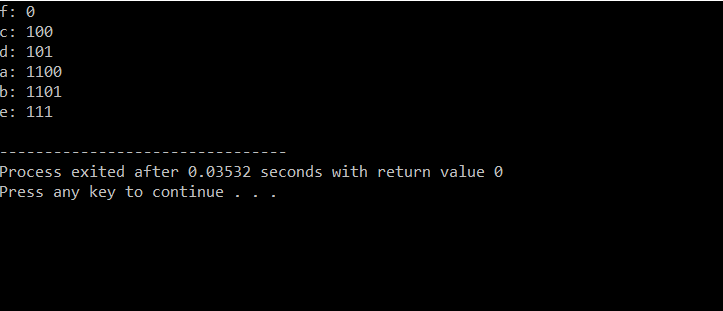 f: 0
c: 100
d: 101
a: 1100
b: 1101
e: 111
--------------------------------
Process exited after 0.03532 seconds with return value 0
Press any key to continue . . .